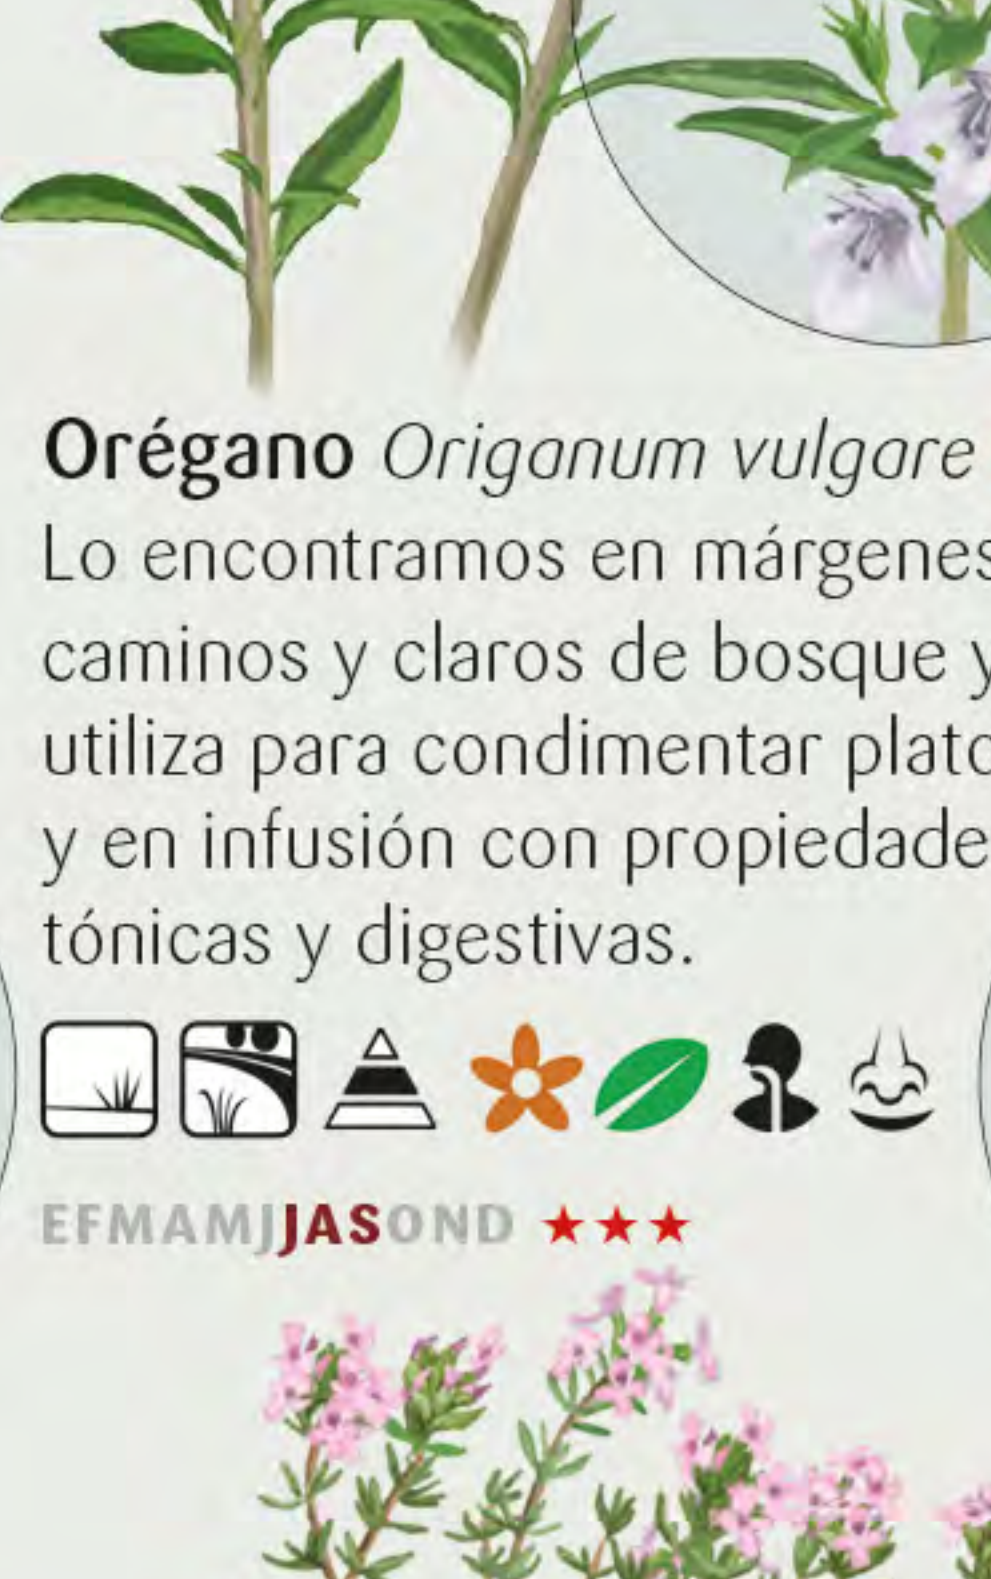 Orégano Origanum vulgare
Lo encontramos en márgenes
caminos y claros de bosque y
utiliza para condimentar plato
y en infusión con propiedade
tónicas y digestivas.
EFMAMJJASOND ★★★